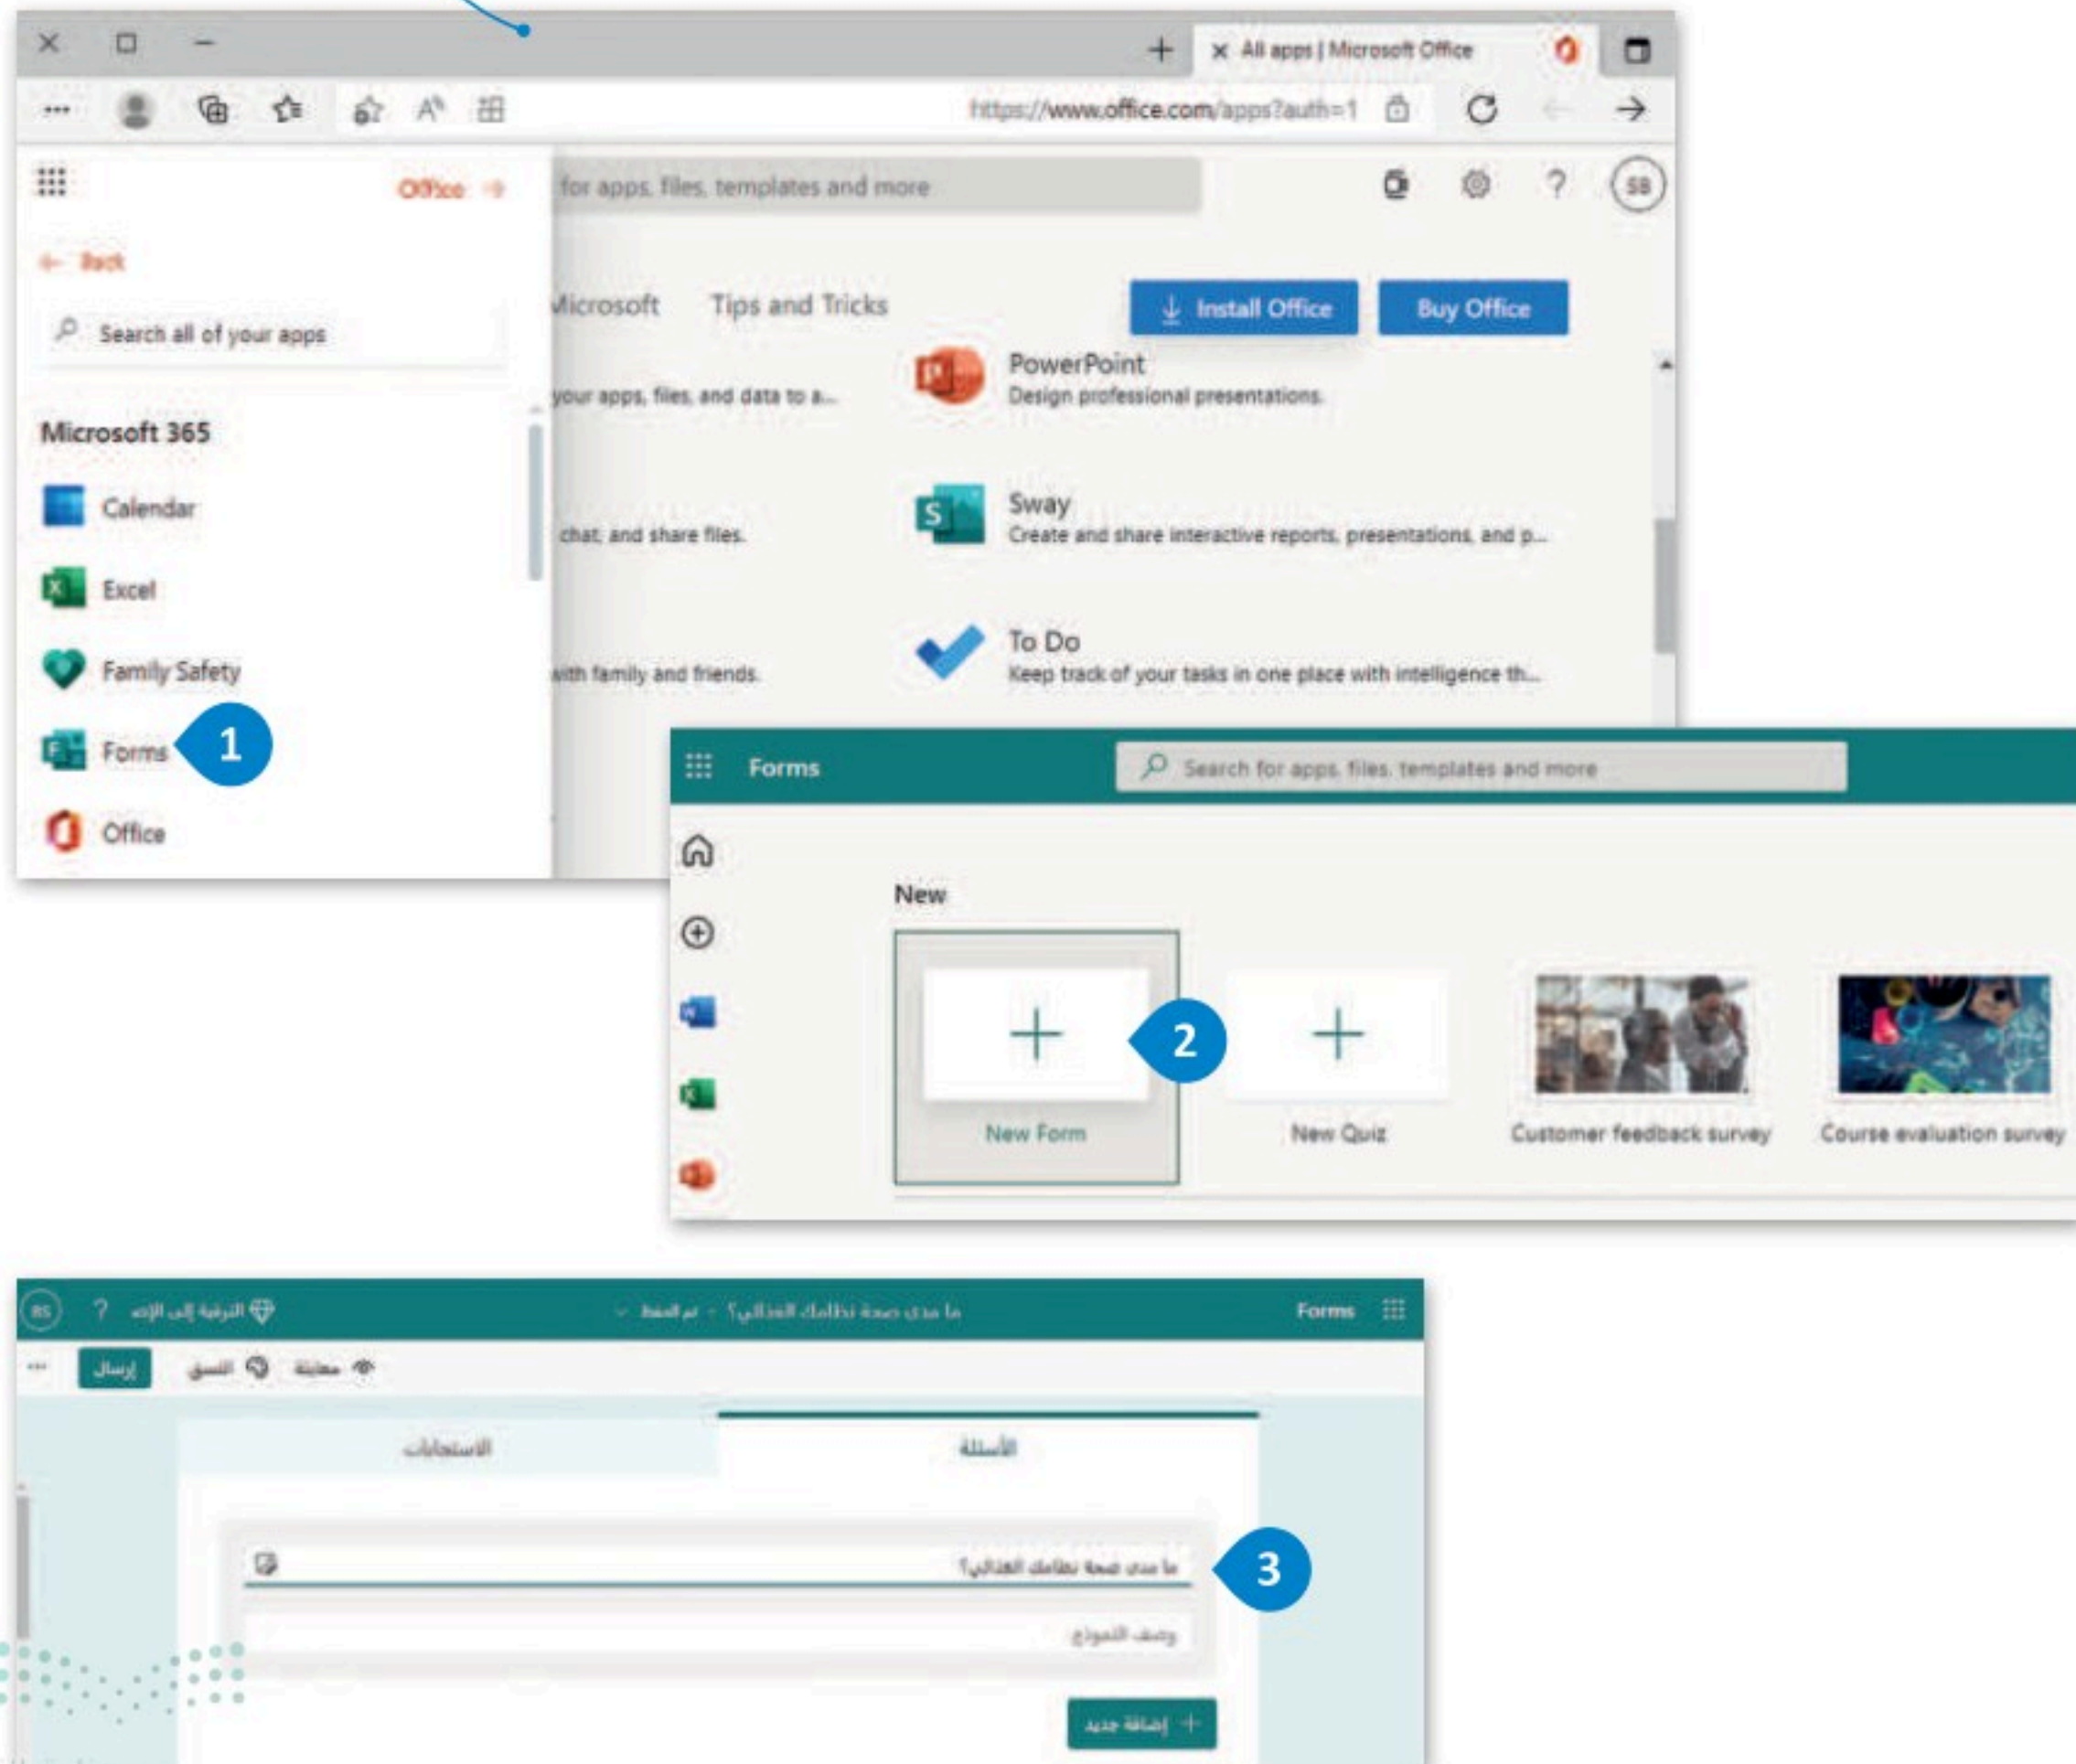 All apps | Microsoft Office
https://www.office.com/apps?auth=1
Office
for apps, files, templates and more
SB
Back
Search all of your apps
Microsoft
Tips and Tricks
Install Office
Buy Office
your apps, files, and data to a...
PowerPoint
Design professional presentations.
Microsoft 365
Calendar
chat, and share files.
Sway
Create and share interactive reports, presentations, and p...
Excel
Family Safety
with family and friends.
To Do
Keep track of your tasks in one place with intelligence th...
Forms
1
Office
Forms
Search for apps, files, templates and more
New
2
New Form
New Quiz
Customer feedback survey
Course evaluation survey
Forms
ما مدى صحة نظامك الغذائي؟ - تم الحفظ
الترقية إلى
?
معاينة
النسق
إرسال
الأسئلة
الاستجابات
ما مدى صحة نظامك الغذائي؟
3
وصف النموذج
+ إضافة جديد